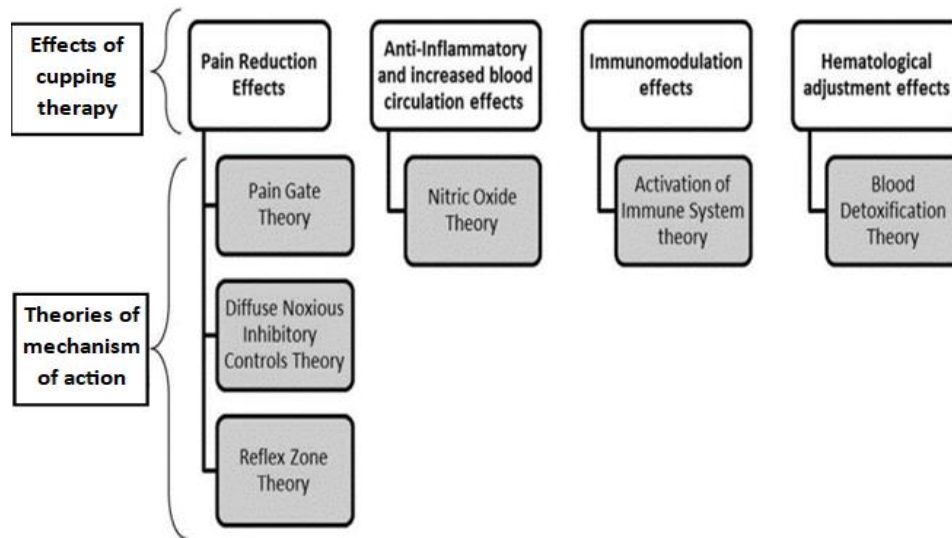 Effects of
cupping
therapy
Pain Reduction
Effects
Anti-Inflammatory
and increased blood
circulation effects
Immunomodulation
effects
Hematological
adjustment effects
Theories of
mechanism
of action
Pain Gate
Theory
Diffuse Noxious
Inhibitory
Controls Theory
Reflex Zone
Theory
Nitric Oxide
Theory
Activation of
Immune System
theory
Blood
Detoxification
Theory